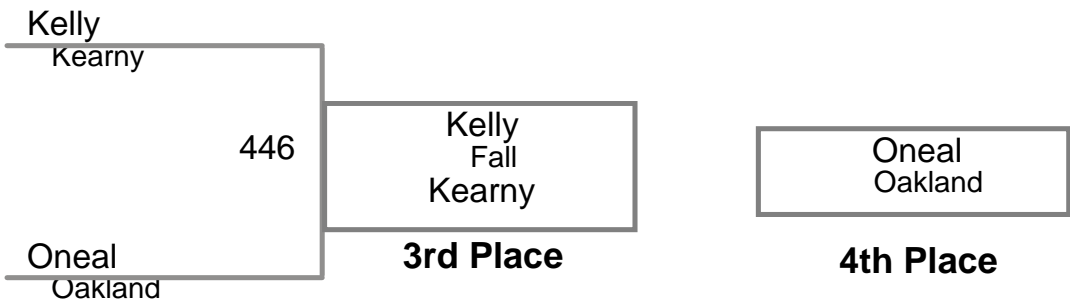 Kelly
Kearny
446
Kelly
Fall
Kearny
3rd Place
Oneal
Oakland
4th Place
Oneal
Oakland